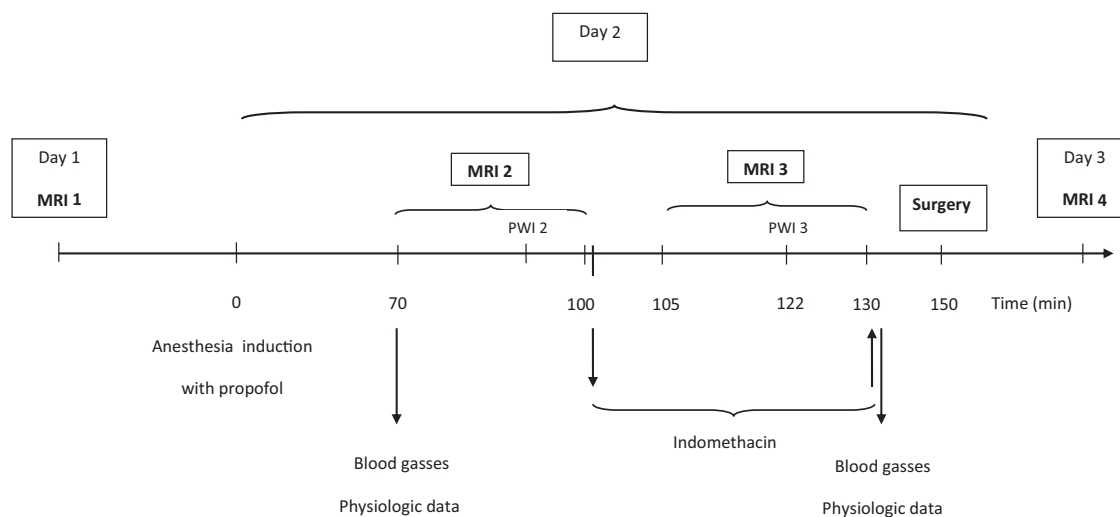 Day 2
Day 1
MRI 1
MRI 2
MRI 3
Surgery
Day 3
MRI 4
PWI 2
PWI 3
0
70
100
105
122
130
150
Time (min)
Anesthesia induction
with propofol
Indomethacin
Blood gasses
Physiologic data
Blood gasses
Physiologic data